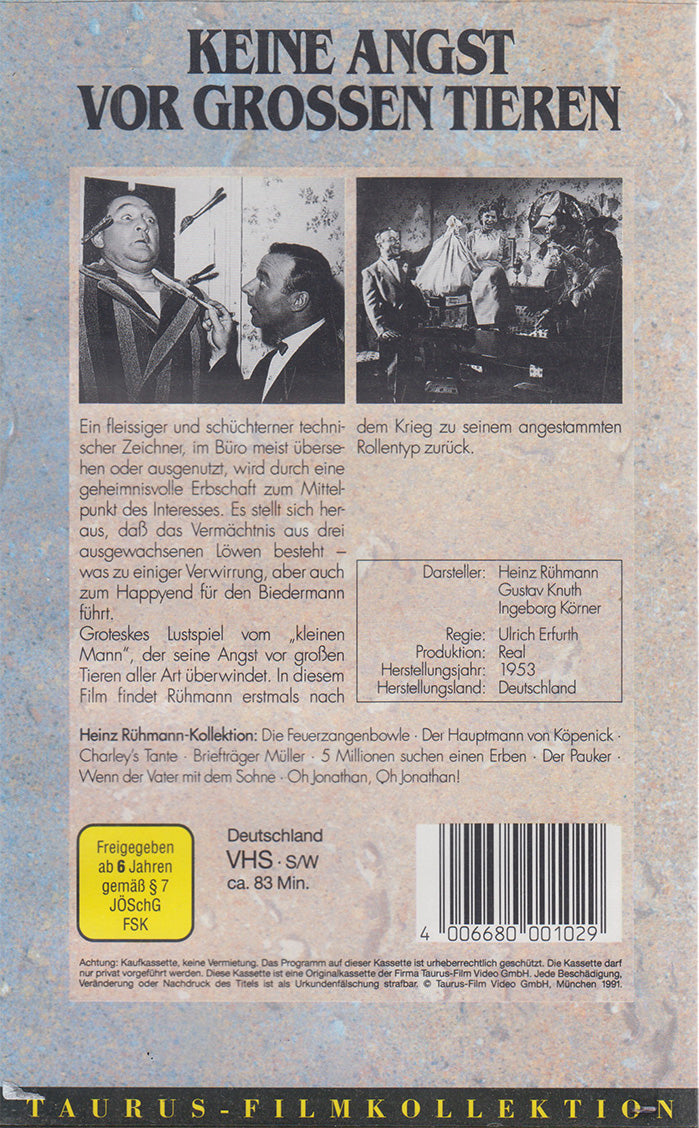 KEINE ANGST
VOR GROSSEN TIEREN
Ein fleissiger und schüchterner techni-
scher Zeichner, im Büro meist überse-
hen oder ausgenutzt, wird durch eine
geheimnisvolle Erbschaft zum Mittel-
punkt des Interesses. Es stellt sich her-
aus, daß das Vermächtnis aus drei
ausgewachsenen Löwen besteht –
was zu einiger Verwirrung, aber auch
zum Happyend für den Biedermann
führt.
Groteskes Lustspiel vom „kleinen
Mann“, der seine Angst vor großen
Tieren aller Art überwindet. In diesem
Film findet Rühmann erstmals nach
dem Krieg zu seinem angestammten
Rollentyp zurück.
Darsteller: Heinz Rühmann
Gustav Knuth
Ingeborg Körner
Regie: Ulrich Erfurth
Produktion: Real
Herstellungsjahr: 1953
Herstellungsland: Deutschland
Heinz Rühmann-Kollektion: Die Feuerzangenbowle · Der Hauptmann von Köpenick ·
Charley's Tante · Briefträger Müller · 5 Millionen suchen einen Erben · Der Pauker ·
Wenn der Vater mit dem Sohne · Oh Jonathan, Oh Jonathan!
Freigegeben
ab 6 Jahren
gemäß § 7
JÖSchG
FSK
Deutschland
VHS · S/W
ca. 83 Min.
4 006680 001029
Achtung: Kaufkassette, keine Vermietung. Das Programm auf dieser Kassette ist urheberrechtlich geschützt. Die Kassette darf
nur privat vorgeführt werden. Diese Kassette ist eine Originalkassette der Firma Taurus-Film Video GmbH. Jede Beschädigung,
Veränderung oder Nachdruck des Titels ist als Urkundenfälschung strafbar. © Taurus-Film Video GmbH, München 1991.
TAURUS-FILMKOLLEKTION